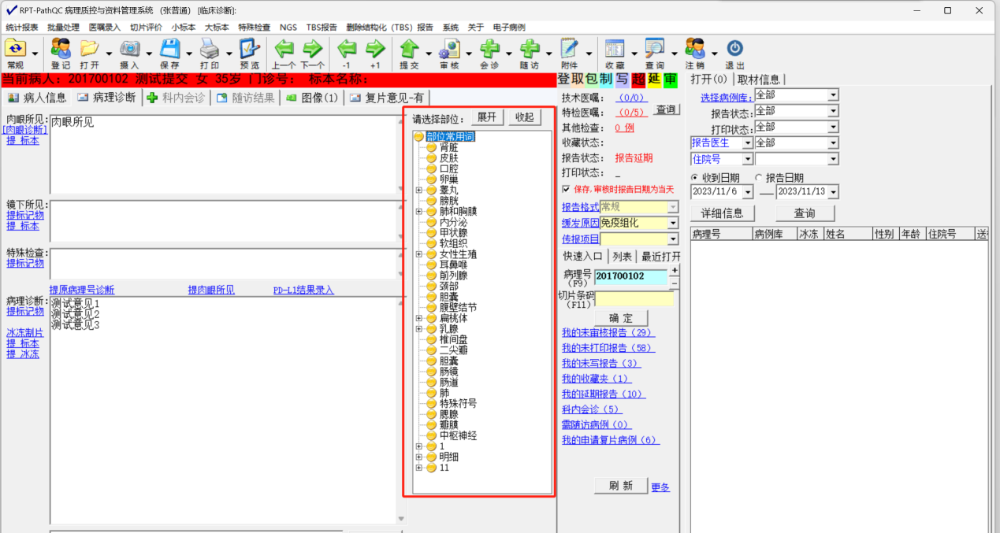 RPT-PathQC 病理质控与资料管理系统 (张普通) [临床诊断]:
统计报表 批量处理 医嘱录入 切片评价 小标本 大标本 特殊检查 NGS TBS报告 删除结构化(TBS)报告 系统 关于 电子病例
常规 登记 打开 摄入 保存 打印 预览 上一个 下一个 -1 +1 提交 审核 会诊 随访 附件 收藏 查询 注销 退出
当前病人: 201700102 测试提交 女 35岁 门诊号: 标本名称:
登 取 包 制 写 超 延 审
打开(0) 取材信息
病人信息 病理诊断 科内会诊 随访结果 图像(1) 复片意见-有
肉眼所见:
[肉眼诊断]
提 标本
肉眼所见
镜下所见:
提标记物
提 标本
特殊检查:
提标记物
提原病理号诊断 提肉眼所见 PD-L1结果录入
病理诊断:
提标记物
冰冻制片
提 标本
提 冰冻
测试意见1
测试意见2
测试意见3
请选择部位: 展开 收起
部位常用词
肾脏
皮肤
口腔
卵巢
睾丸
膀胱
肺和胸膜
内分泌
甲状腺
软组织
女性生殖
耳鼻喉
前列腺
颈部
胆囊
腹壁结节
扁桃体
乳腺
椎间盘
二尖瓣
胆囊
肠镜
肠道
肺
特殊符号
腮腺
瓣膜
中枢神经
1
明细
11
技术医嘱: (0/0)
特检医嘱: (0/5) 查询
其他检查: 0 例
收藏状态:
报告状态: 报告延期
打印状态: _
保存,审核时报告日期为当天
报告格式 常规
缓发原因 免疫组化
传报项目
快速入口 列表 最近打开
病理号
(F9)
201700102
+
-
切片条码
(F11)
确 定
我的未审核报告(29)
我的未打印报告(58)
我的未写报告(3)
我的收藏夹(1)
我的延期报告(10)
科内会诊(5)
需随访病例(0)
我的申请复片病例(6)
刷 新 更多
选择病例库: 全部
报告状态: 全部
打印状态: 全部
报告医生 全部
住院号
收到日期 报告日期
2023/11/6 — 2023/11/13
详细信息 查询
病理号 病例库 冰冻 姓名 性别 年龄 住院号